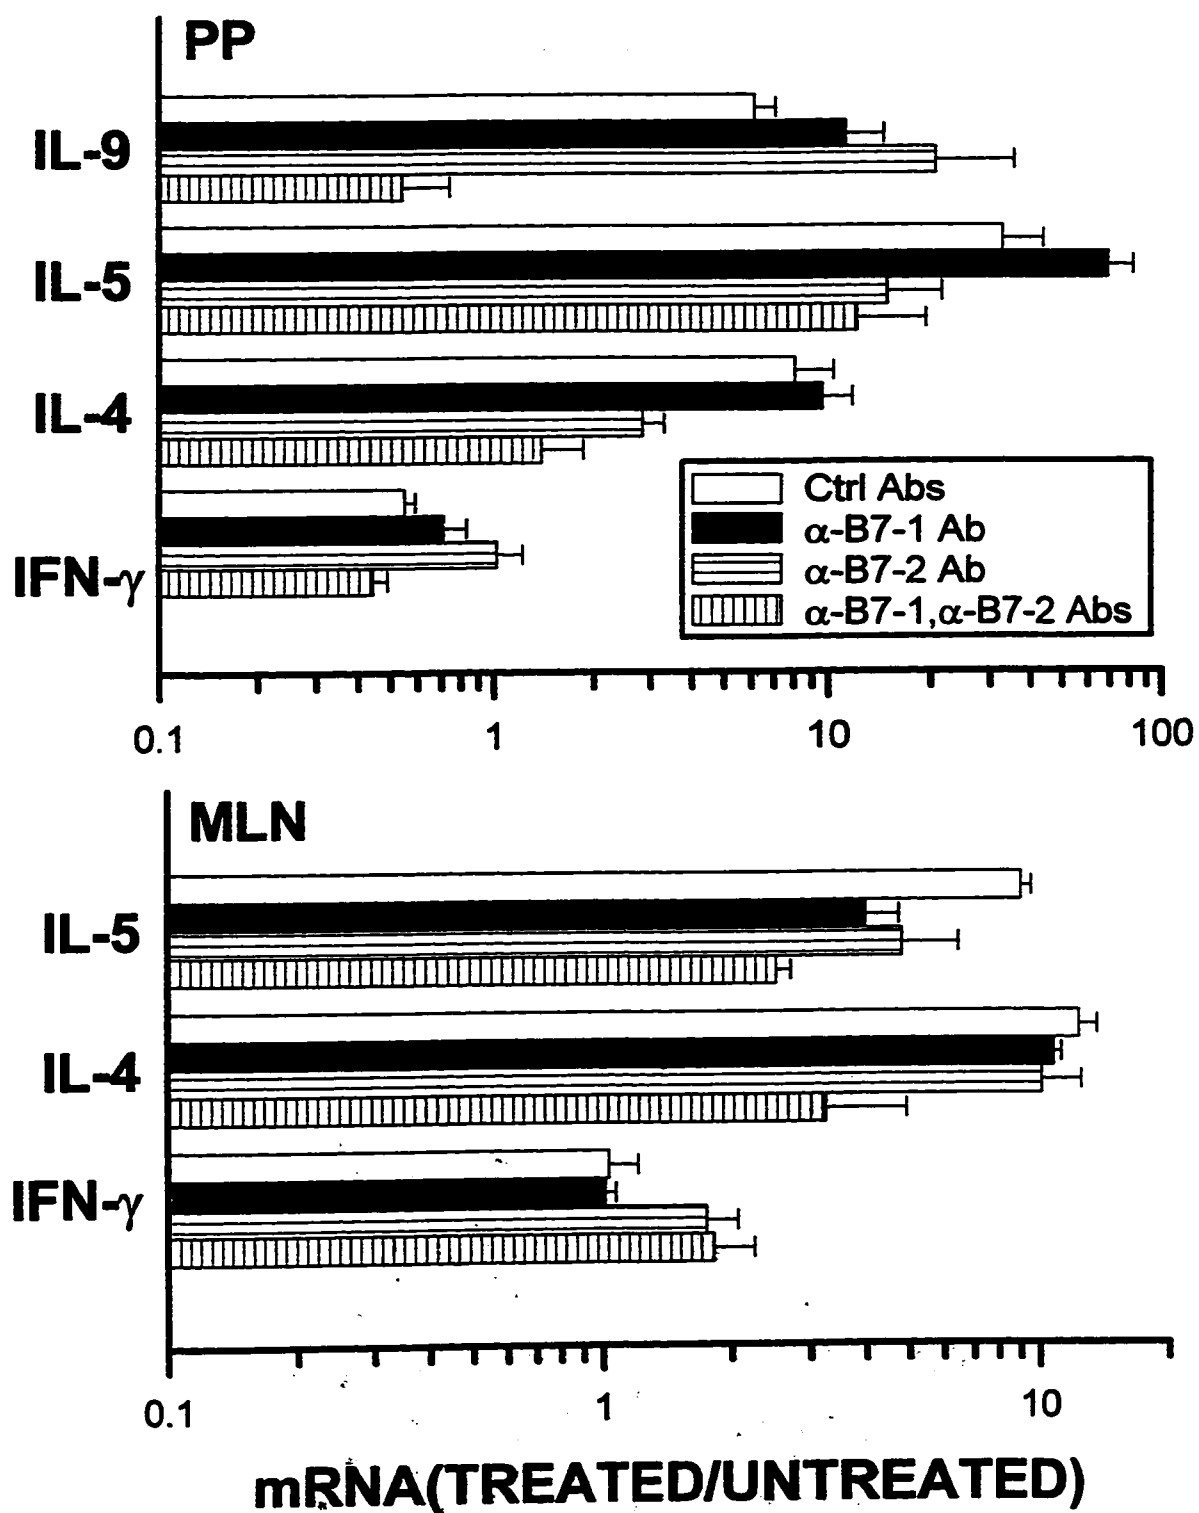 PP
IL-9
IL-5
IL-4
IFN-γ
Ctrl Abs
α-B7-1 Ab
α-B7-2 Ab
α-B7-1,α-B7-2 Abs
0.1 1 10 100
MLN
IL-5
IL-4
IFN-γ
0.1 1 10
mRNA(TREATED/UNTREATED)